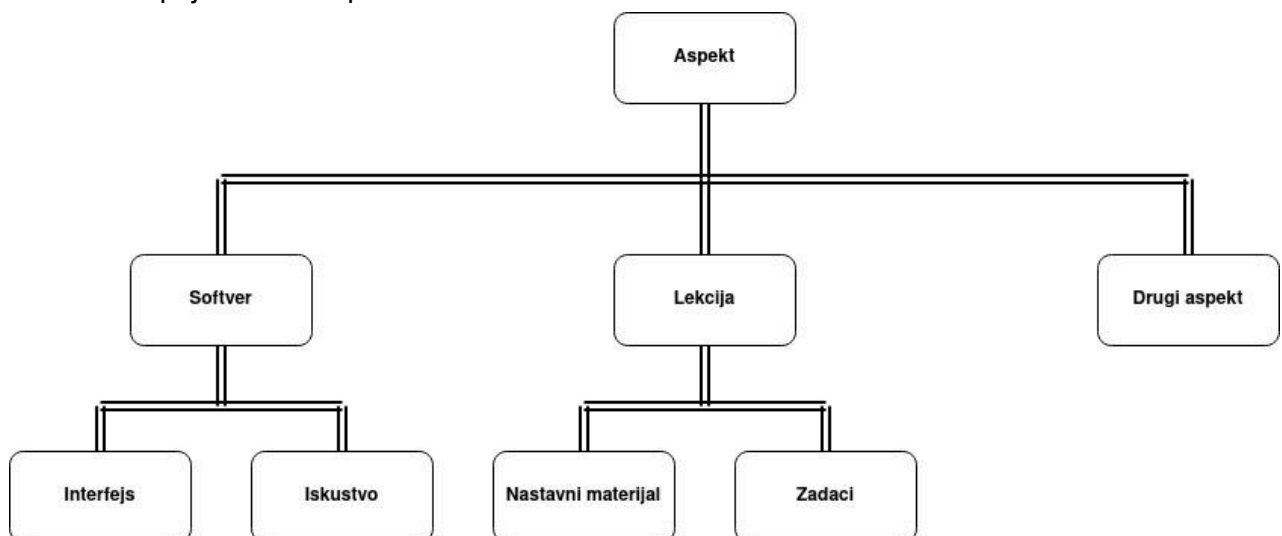 Aspekt
Softver
Lekcija
Drugi aspekt
Interfejs
Iskustvo
Nastavni materijal
Zadaci